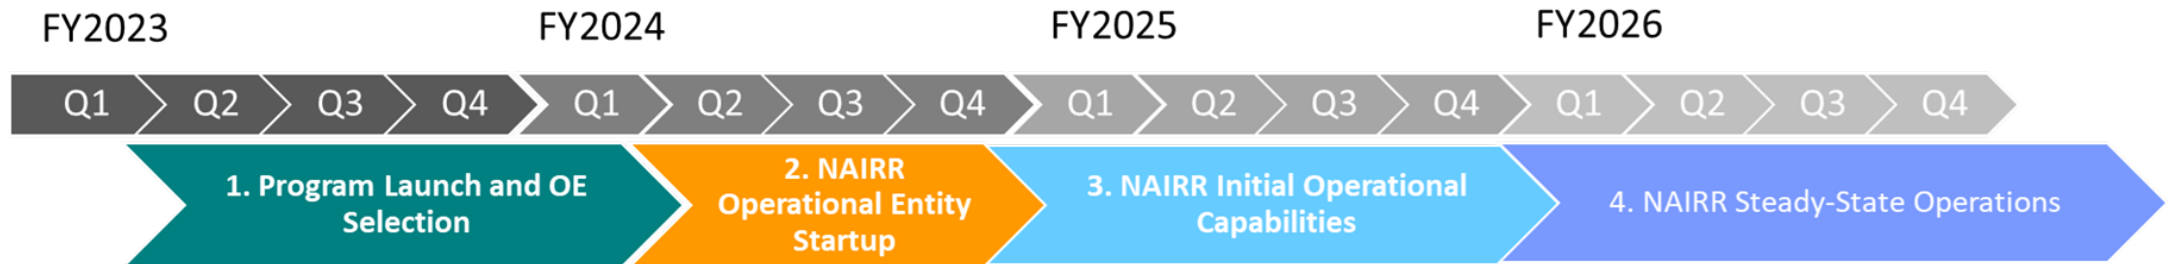 FY2023 FY2024 FY2025 FY2026
Q1 Q2 Q3 Q4 Q1 Q2 Q3 Q4 Q1 Q2 Q3 Q4 Q1 Q2 Q3 Q4
1. Program Launch and OE
Selection
2. NAIRR
Operational Entity
Startup
3. NAIRR Initial Operational
Capabilities
4. NAIRR Steady-State Operations